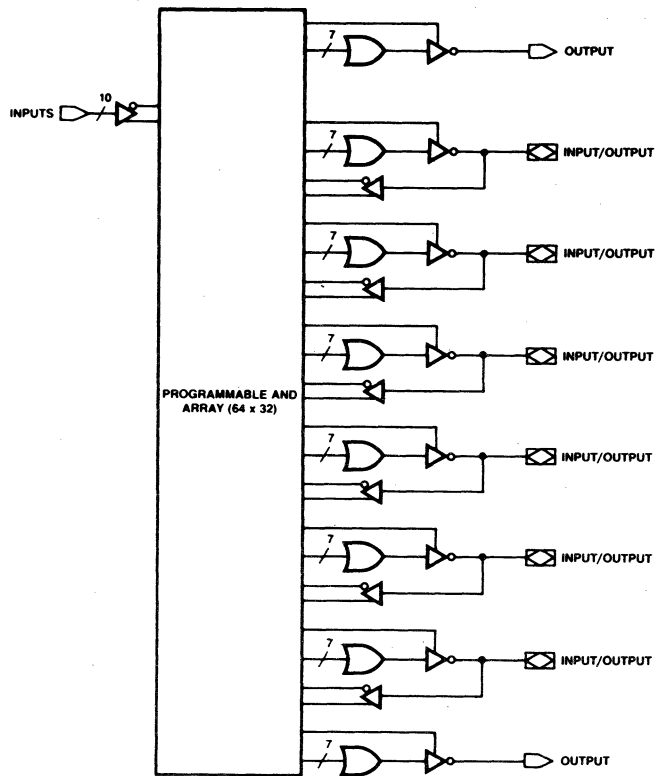 7
OUTPUT
10
INPUTS
7
INPUT/OUTPUT
7
INPUT/OUTPUT
7
INPUT/OUTPUT
PROGRAMMABLE AND
ARRAY (64 x 32)
7
INPUT/OUTPUT
7
INPUT/OUTPUT
7
INPUT/OUTPUT
7
OUTPUT